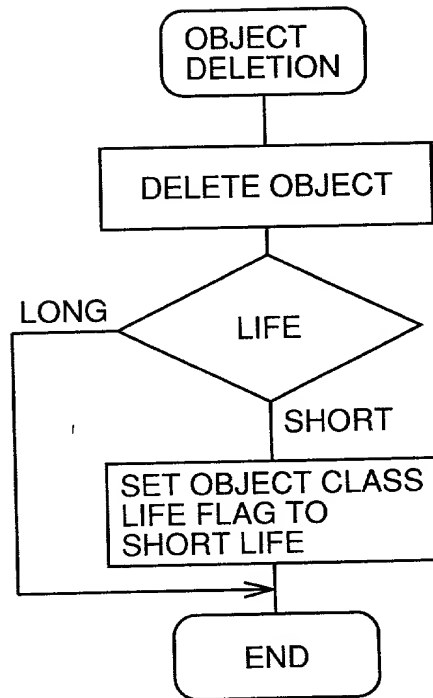 OBJECT
DELETION
DELETE OBJECT
LONG
LIFE
SHORT
SET OBJECT CLASS
LIFE FLAG TO
SHORT LIFE
END